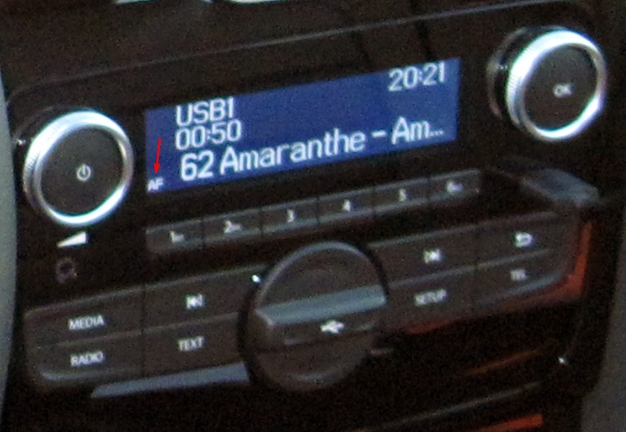 20:21
USB1
00:50
62 Amaranthe - Am...
AF
OK
1
2
3
4
5
6
MEDIA
RADIO
TEXT
SETUP
TEL